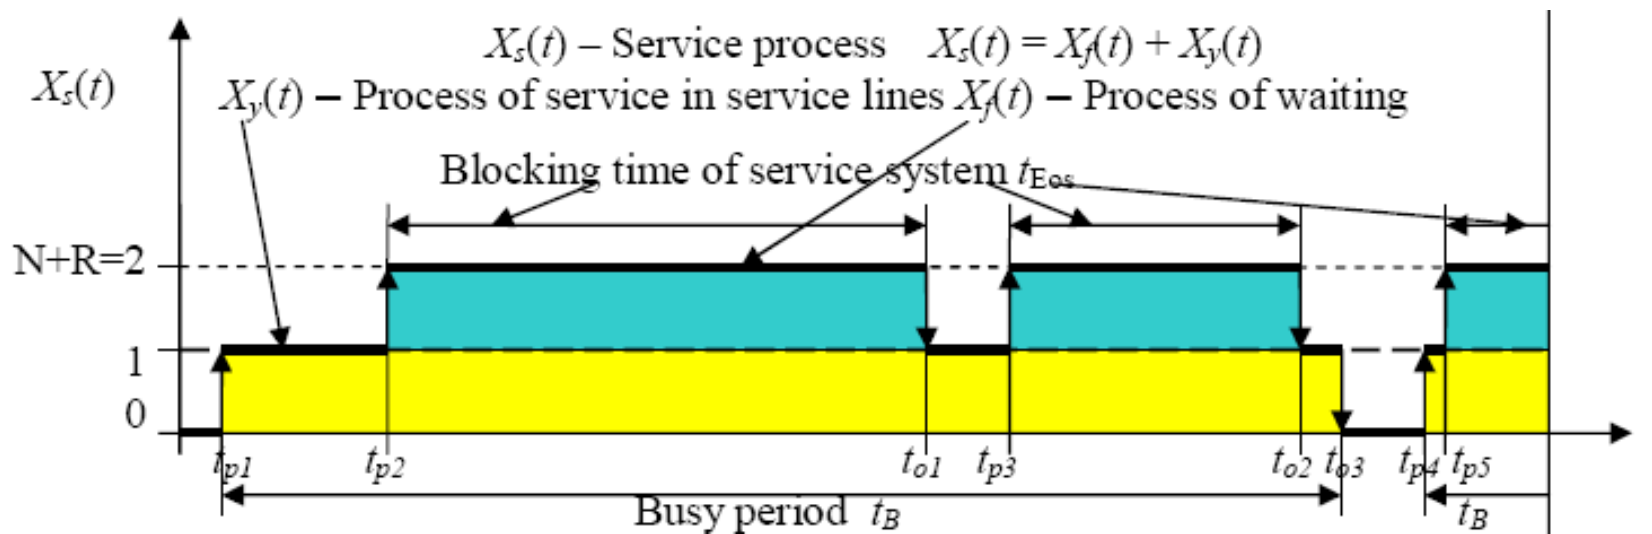 Xs(t) – Service process Xs(t) = Xf(t) + Xy(t)
Xs(t)
Xy(t) – Process of service in service lines Xf(t) – Process of waiting
Blocking time of service system tEos
N+R=2
1
0
tp1 tp2 to1 tp3 to2 to3 tp4 tp5
Busy period tB tB